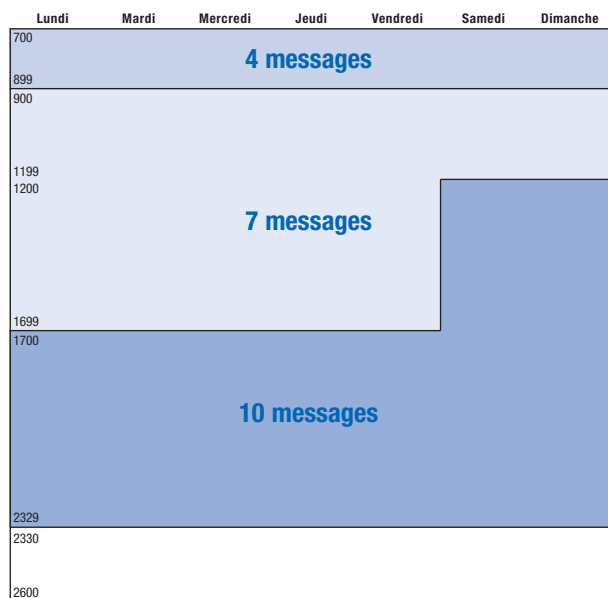 Lundi Mardi Mercredi Jeudi Vendredi Samedi Dimanche
700
4 messages
899
900
1199
1200
7 messages
1699
1700
10 messages
2329
2330
2600